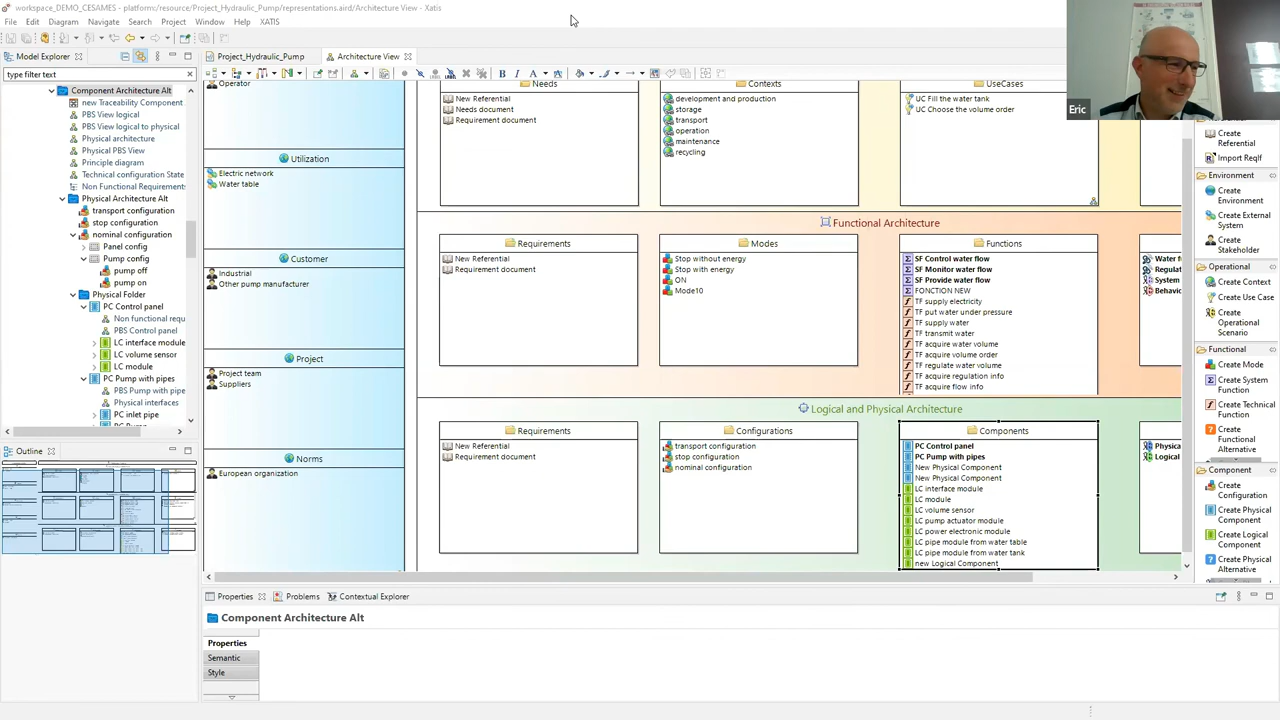 workspace_DEMO_CESAMES - platform:/resource/Project_Hydraulic_Pump/representations.aird/Architecture View - Xatis
File Edit Diagram Navigate Search Project Window Help XATIS
Model Explorer
type filter text
Component Architecture Alt
new Traceability Component
PBS View logical
PBS View logical to physical
Physical architecture
Physical PBS View
Principle diagram
Technical configuration State
Non Functional Requirements
Physical Architecture Alt
transport configuration
stop configuration
nominal configuration
Panel config
Pump config
pump off
pump on
Physical Folder
PC Control panel
Non functional requ
PBS Control panel
LC interface module
LC volume sensor
LC module
PC Pump with pipes
PBS Pump with pipe
Physical interfaces
PC inlet pipe
Outline
Project_Hydraulic_Pump
Architecture View
Operator
Utilization
Electric network
Water table
Customer
Industrial
Other pump manufacturer
Project
Project team
Suppliers
Norms
European organization
Needs
New Referential
Needs document
Requirement document
Contexts
development and production
storage
transport
operation
maintenance
recycling
UseCases
UC Fill the water tank
UC Choose the volume order
Functional Architecture
Requirements
New Referential
Requirement document
Modes
Stop without energy
Stop with energy
ON
Mode10
Functions
SF Control water flow
SF Monitor water flow
SF Provide water flow
FONCTION NEW
TF supply electricity
TF put water under pressure
TF supply water
TF transmit water
TF acquire water volume
TF acquire volume order
TF regulate water volume
TF acquire regulation info
TF acquire flow info
Water f
Regulat
System
Behavic
Logical and Physical Architecture
Requirements
New Referential
Requirement document
Configurations
transport configuration
stop configuration
nominal configuration
Components
PC Control panel
PC Pump with pipes
New Physical Component
New Physical Component
LC interface module
LC module
LC volume sensor
LC pump actuator module
LC power electronic module
LC pipe module from water table
LC pipe module from water tank
new Logical Component
Physica
Logical
Eric
Create Referential
Import ReqIf
Environment
Create Environment
Create External System
Create Stakeholder
Operational
Create Context
Create Use Case
Create Operational Scenario
Functional
Create Mode
Create System Function
Create Technical Function
Create Functional Alternative
Component
Create Configuration
Create Physical Component
Create Logical Component
Create Physical Alternative
Properties
Problems
Contextual Explorer
Component Architecture Alt
Properties
Semantic
Style